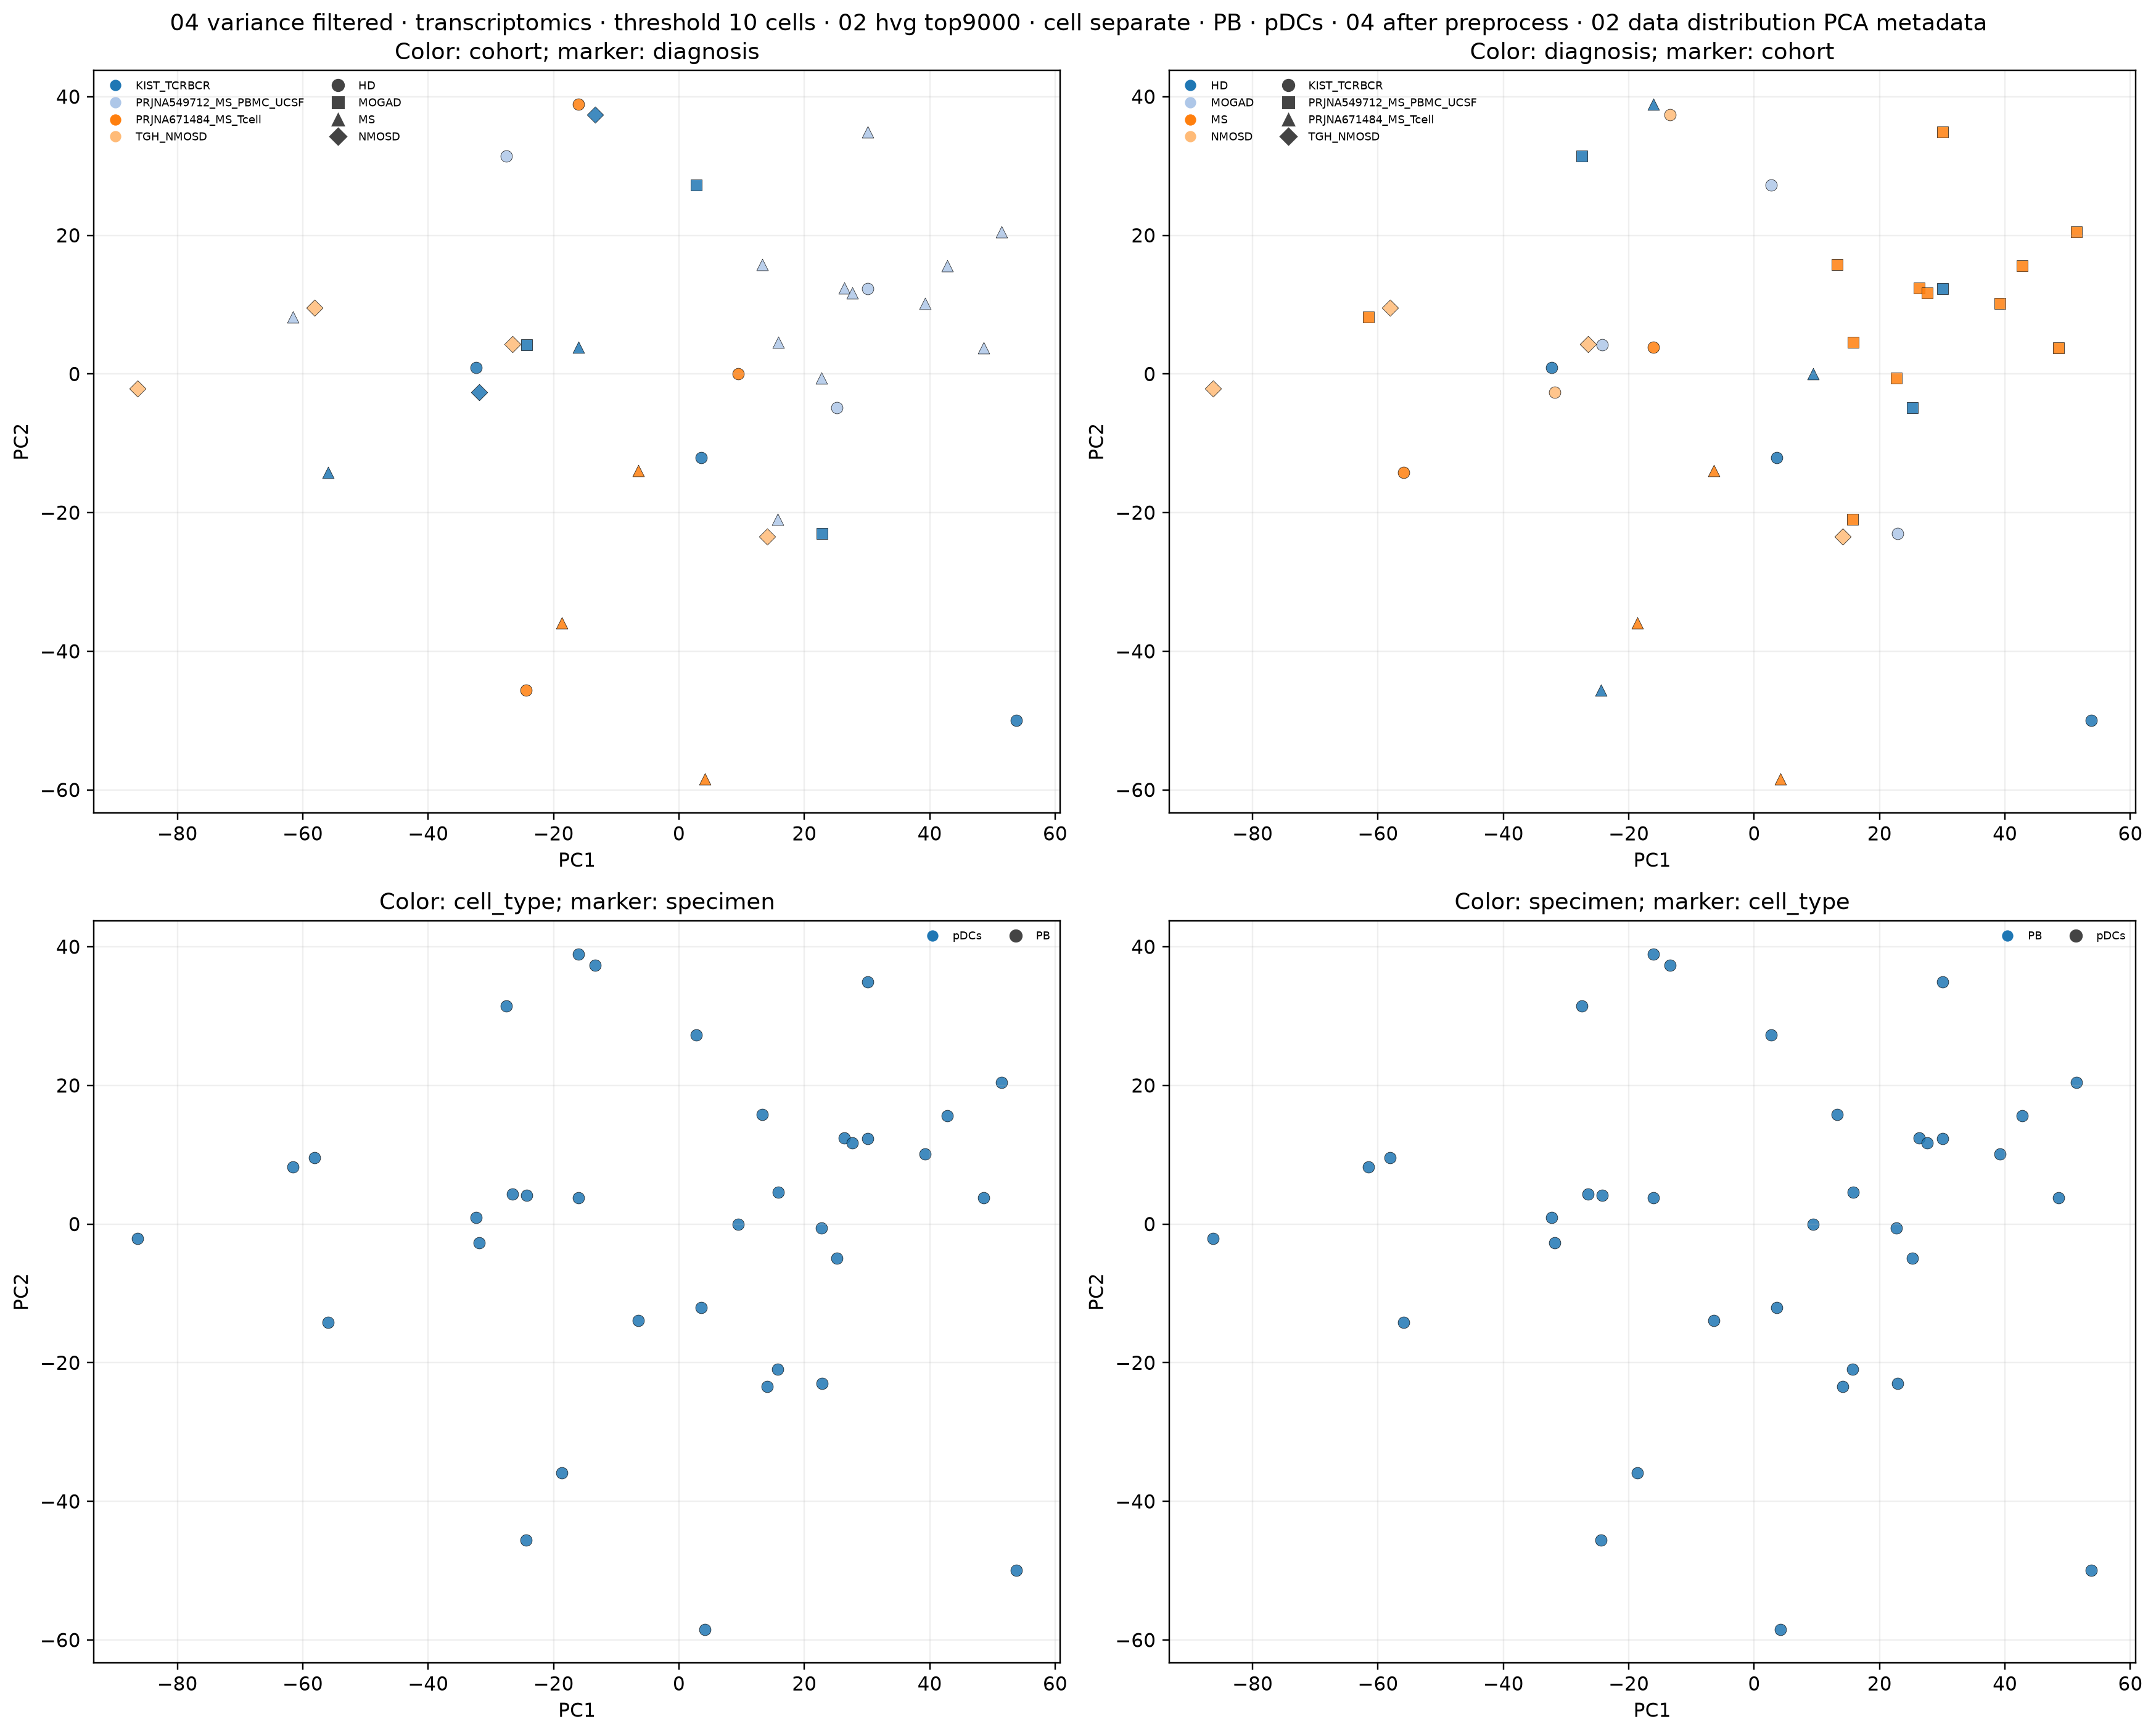 04 variance filtered · transcriptomics · threshold 10 cells · 02 hvg top9000 · cell separate · PB · pDCs · 04 after preprocess · 02 data distribution PCA metadata
Color: cohort; marker: diagnosis
KIST_TCRBCR HD
PRJNA549712_MS_PBMC_UCSF MOGAD
PRJNA671484_MS_Tcell MS
TGH_NMOSD NMOSD
40
20
0
−20
−40
−60
PC2
−80 −60 −40 −20 0 20 40 60
PC1
Color: diagnosis; marker: cohort
HD KIST_TCRBCR
MOGAD PRJNA549712_MS_PBMC_UCSF
MS PRJNA671484_MS_Tcell
NMOSD TGH_NMOSD
40
20
0
−20
−40
−60
PC2
−80 −60 −40 −20 0 20 40 60
PC1
Color: cell_type; marker: specimen
pDCs PB
40
20
0
−20
−40
−60
PC2
−80 −60 −40 −20 0 20 40 60
PC1
Color: specimen; marker: cell_type
PB pDCs
40
20
0
−20
−40
−60
PC2
−80 −60 −40 −20 0 20 40 60
PC1